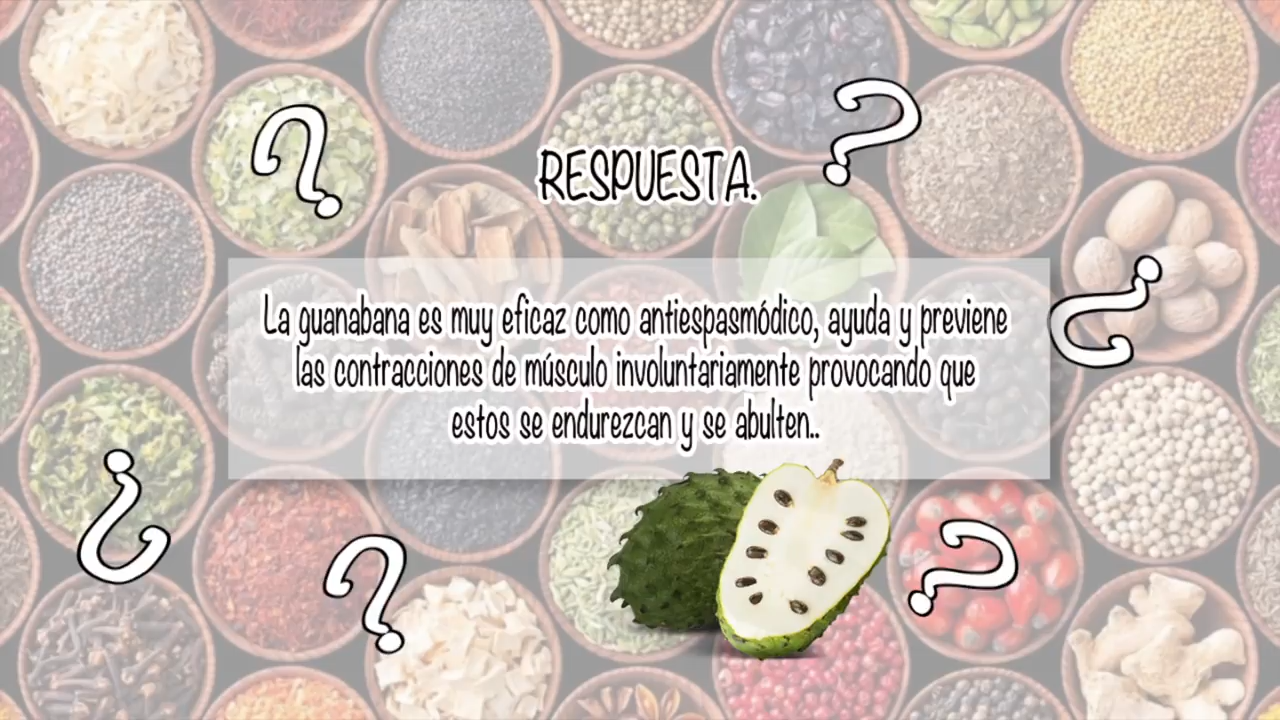 RESPUESTA.
La guanabana es muy eficaz como antiespasmódico, ayuda y previene
las contracciones de músculo involuntariamente provocando que
estos se endurezcan y se abulten..